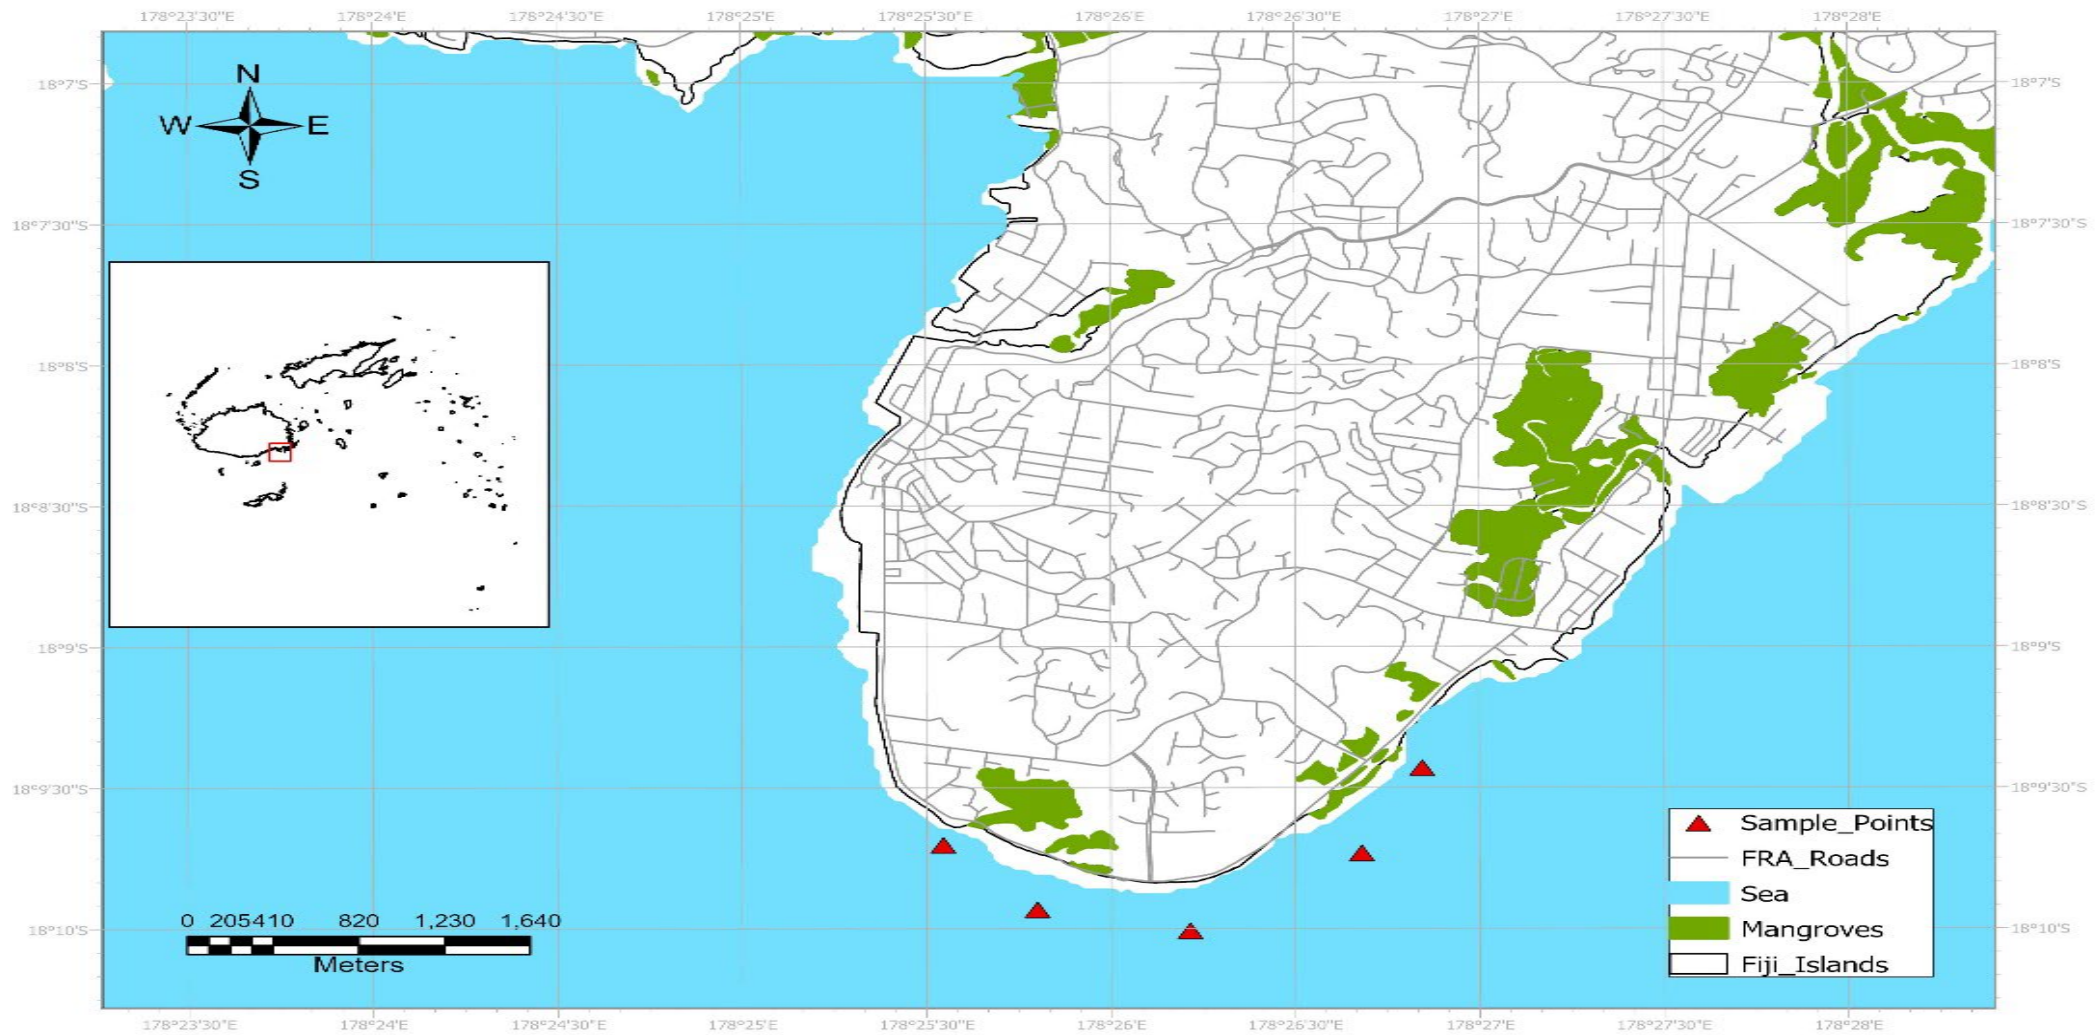 178°23'30"E 178°24'E 178°24'30"E 178°25'E 178°25'30"E 178°26'E 178°26'30"E 178°27'E 178°27'30"E 178°28'E
N
W E
S
18°7'S 18°7'S
18°7'30"S 18°7'30"S
18°8'S 18°8'S
18°8'30"S 18°8'30"S
18°9'S 18°9'S
18°9'30"S 18°9'30"S
Sample_Points
FRA_Roads
Sea
Mangroves
Fiji_Islands
0 205410 820 1,230 1,640
Meters
18°10'S 18°10'S
178°23'30"E 178°24'E 178°24'30"E 178°25'E 178°25'30"E 178°26'E 178°26'30"E 178°27'E 178°27'30"E 178°28'E